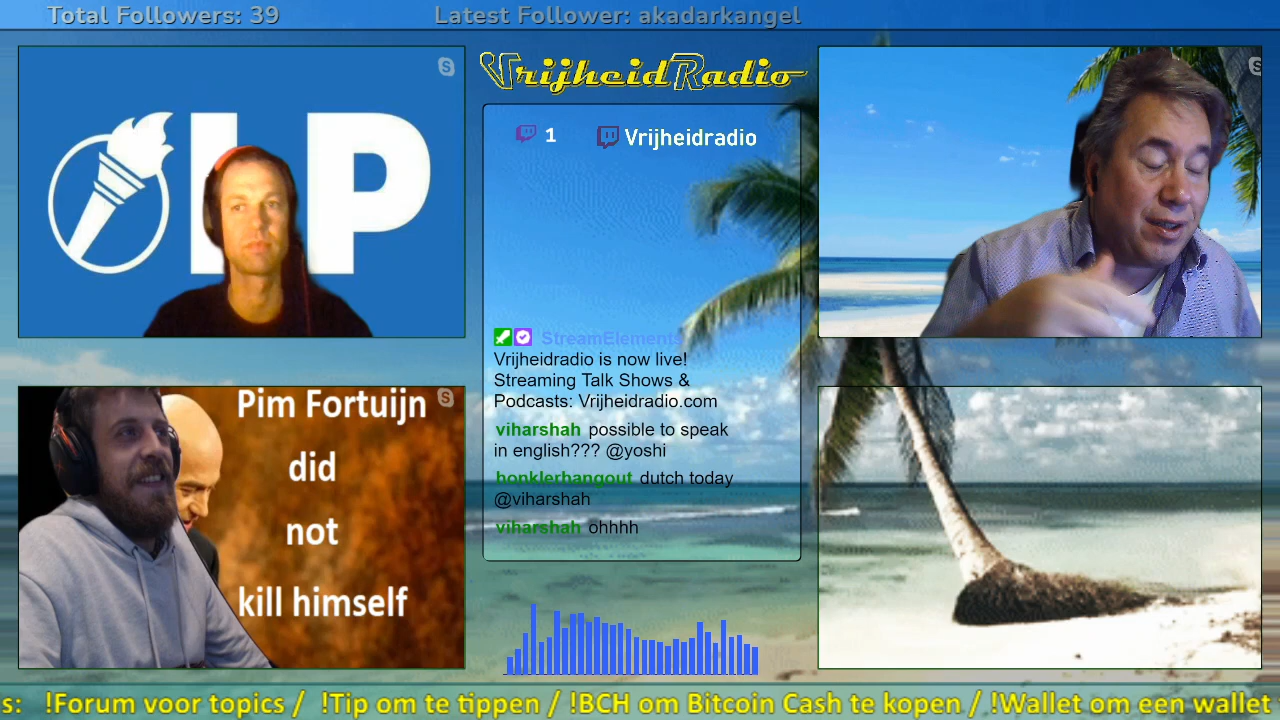 Total Followers: 39
Latest Follower: akadarkangel
VrijheidRadio
LP
1
Vrijheidradio
StreamElements
Vrijheidradio is now live!
Streaming Talk Shows &
Podcasts: Vrijheidradio.com
viharshah possible to speak
in english??? @yoshi
honklerhangout dutch today
@viharshah
viharshah ohhhh
Pim Fortuijn
did
not
kill himself
s: !Forum voor topics / !Tip om te tippen / !BCH om Bitcoin Cash te kopen / !Wallet om een wallet